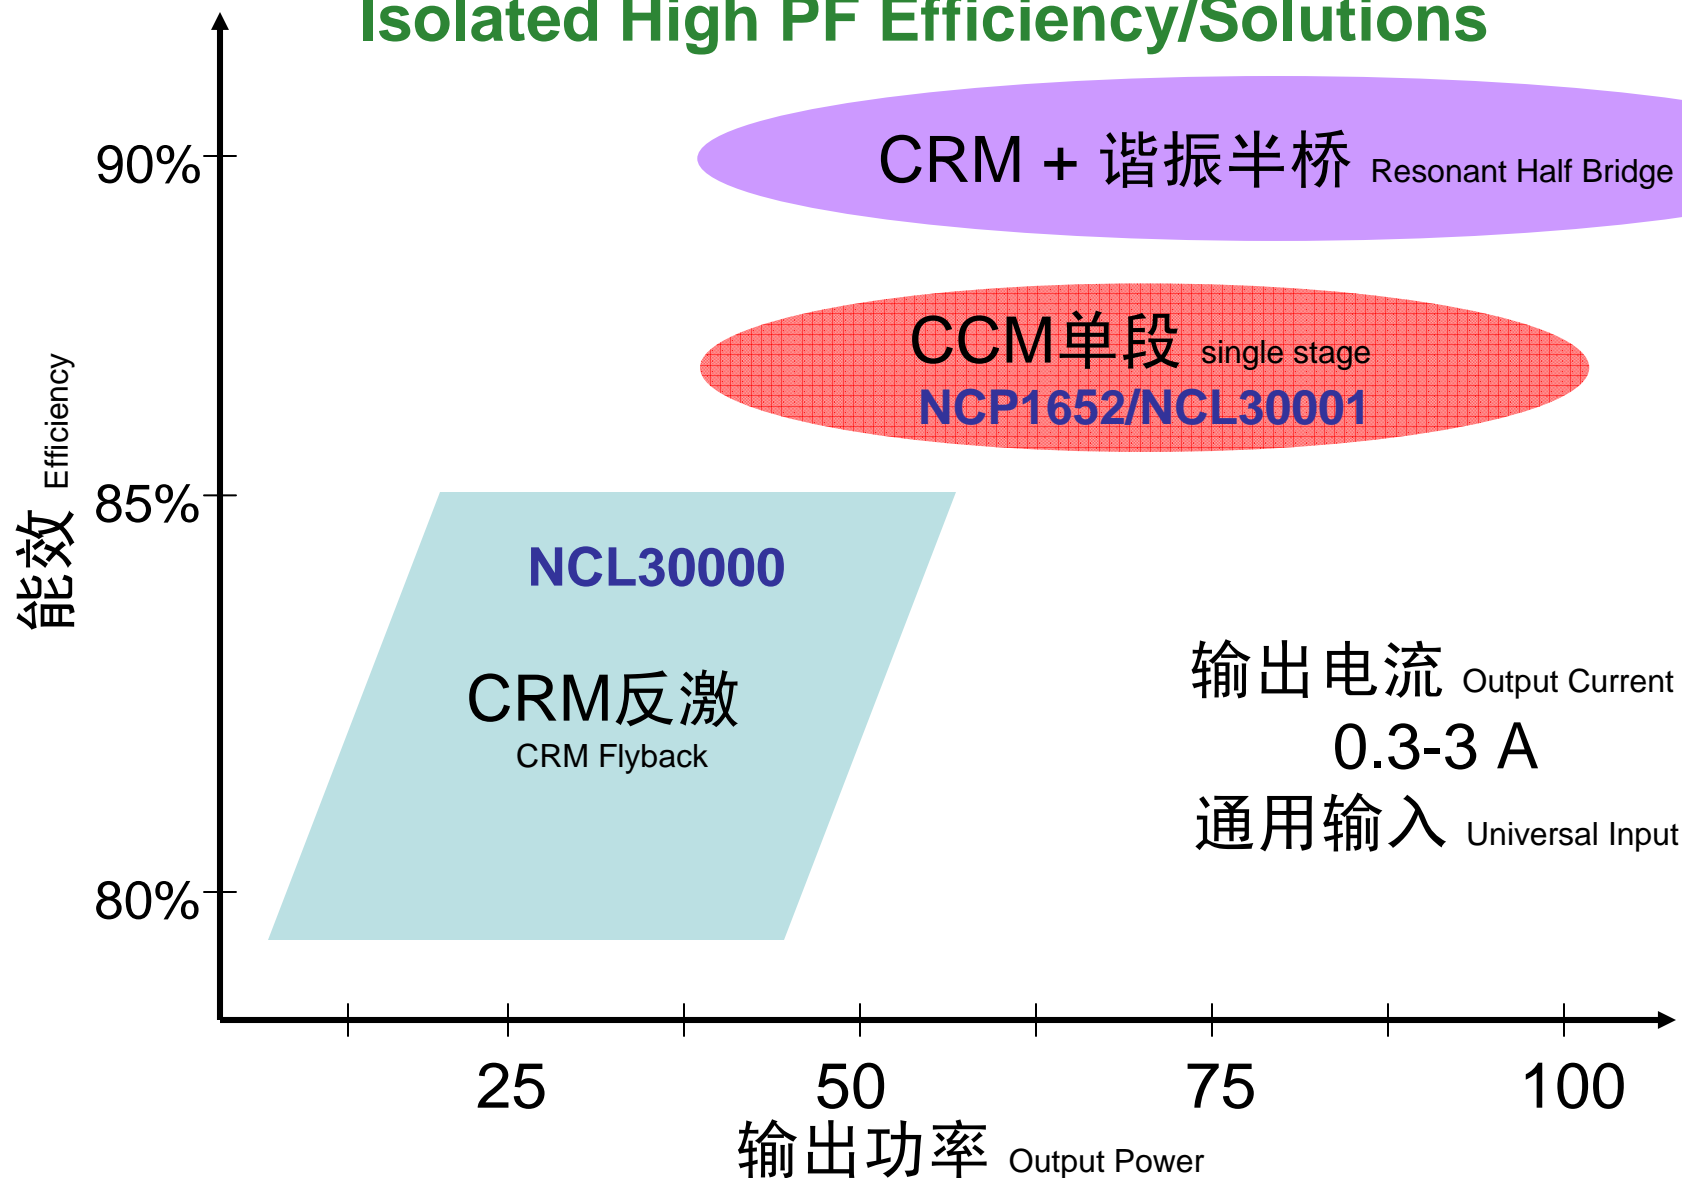 Isolated High PF Efficiency/Solutions
90%
CRM + 谐振半桥 Resonant Half Bridge
CCM单段 single stage
NCP1652/NCL30001
能效 Efficiency
85%
NCL30000
CRM反激
CRM Flyback
输出电流 Output Current
0.3-3 A
通用输入 Universal Input
80%
25 50 75 100
输出功率 Output Power